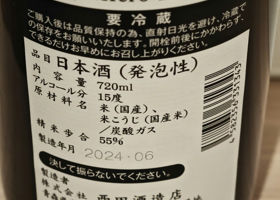 ご購入後は品質保持の為、直射日光を避け、冷蔵で
の保存をお願いいたします。開栓前後にかかわらず、
できるだけお早めにお召し上がりください。
要冷蔵
品目 日本酒(発泡性)
内容量 720ml
アルコール分 15度
原材料名 米(国産)、
米こうじ(国産米)
/炭酸ガス
精米歩合 55%
製造年月 2024・06
決して振らないでください。
製造者
株式会社 西田酒造店